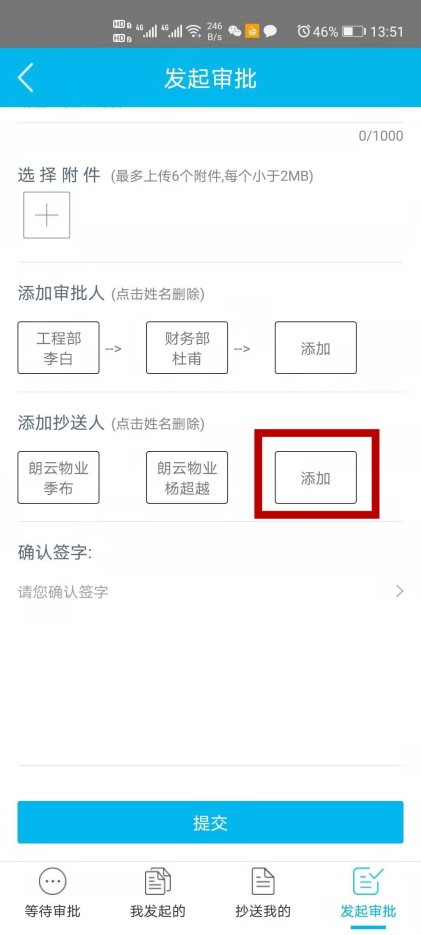 246 B/s 46% 13:51
发起审批
0/1000
选择附件 (最多上传6个附件,每个小于2MB)
添加审批人 (点击姓名删除)
工程部 --> 财务部 --> 添加
李白 杜甫
添加抄送人 (点击姓名删除)
朗云物业 朗云物业 添加
季布 杨超越
确认签字:
请您确认签字
提交
等待审批 我发起的 抄送我的 发起审批